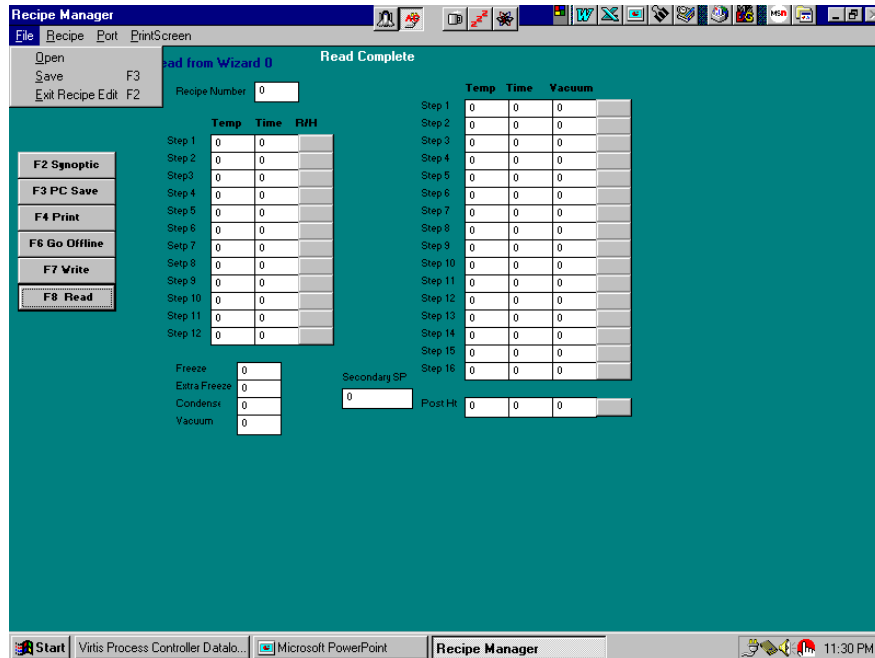 Recipe Manager
File Recipe Port PrintScreen
Open
Save F3
Exit Recipe Edit F2
ead from Wizard 0
Read Complete
Recipe Number 0
Temp Time R/H
Step 1 0 0
Step 2 0 0
Step3 0 0
Step 4 0 0
Step 5 0 0
Step 6 0 0
Setp 7 0 0
Setp 8 0 0
Step 9 0 0
Step 10 0 0
Step 11 0 0
Step 12 0 0
Freeze 0
Extra Freeze 0
Condense 0
Vacuum 0
Secondary SP
0
Temp Time Vacuum
Step 1 0 0 0
Step 2 0 0 0
Step 3 0 0 0
Step 4 0 0 0
Step 5 0 0 0
Step 6 0 0 0
Step 7 0 0 0
Step 8 0 0 0
Step 9 0 0 0
Step 10 0 0 0
Step 11 0 0 0
Step 12 0 0 0
Step 13 0 0 0
Step 14 0 0 0
Step 15 0 0 0
Step 16 0 0 0
Post Ht 0 0 0
F2 Synoptic
F3 PC Save
F4 Print
F6 Go Offline
F7 Write
F8 Read
msn
Start
Virtis Process Controller Datalo...
Microsoft PowerPoint
Recipe Manager
11:30 PM